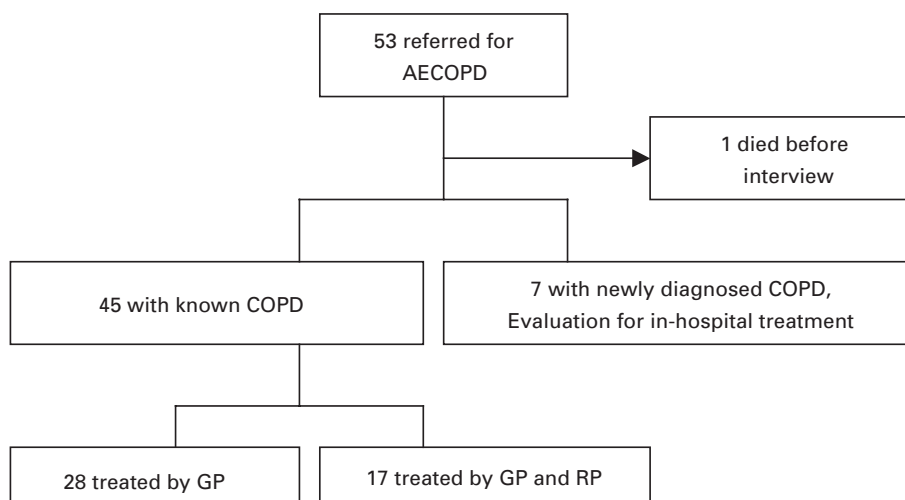 53 referred for
AECOPD
1 died before
interview
45 with known COPD
7 with newly diagnosed COPD,
Evaluation for in-hospital treatment
28 treated by GP
17 treated by GP and RP